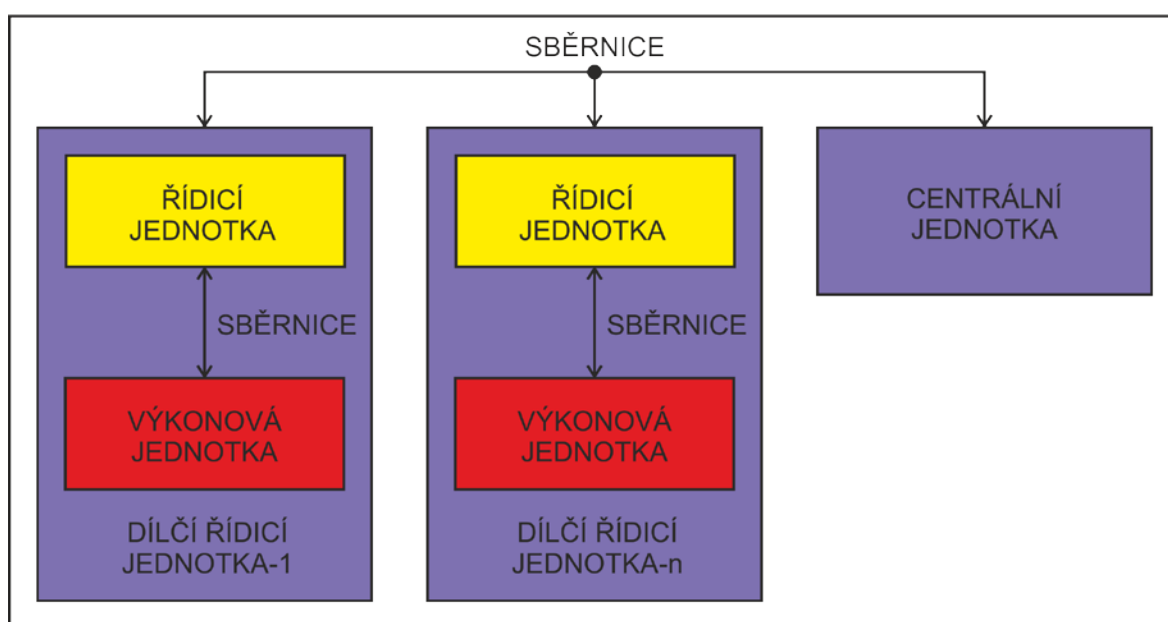 SBĚRNICE
ŘÍDICÍ
JEDNOTKA
SBĚRNICE
VÝKONOVÁ
JEDNOTKA
DÍLČÍ ŘÍDICÍ
JEDNOTKA-1
ŘÍDICÍ
JEDNOTKA
SBĚRNICE
VÝKONOVÁ
JEDNOTKA
DÍLČÍ ŘÍDICÍ
JEDNOTKA-n
CENTRÁLNÍ
JEDNOTKA